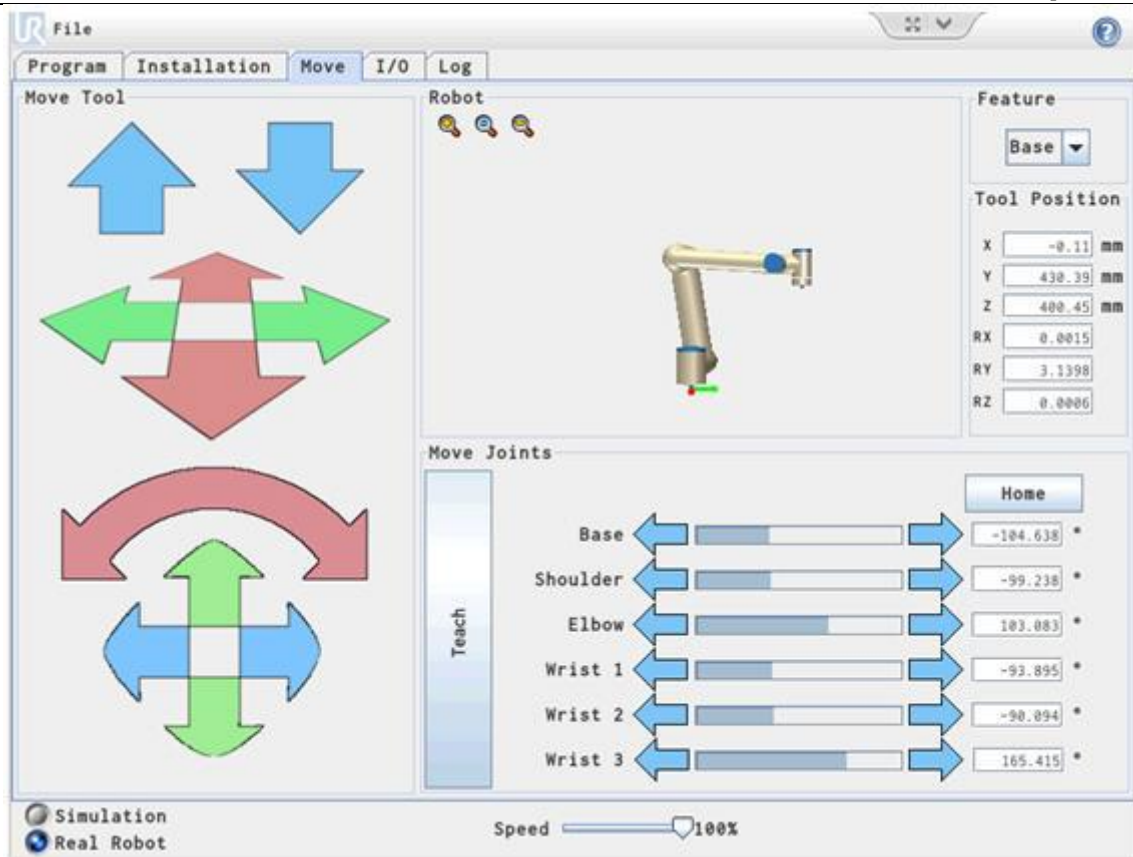 UR File
Program Installation Move I/O Log
Move Tool
Robot
Feature
Base
Tool Position
X -0.11 mm
Y 430.39 mm
Z 400.45 mm
RX 0.0015
RY 3.1398
RZ 0.0006
Move Joints
Teach
Home
Base -104.638 °
Shoulder -99.238 °
Elbow 103.083 °
Wrist 1 -93.895 °
Wrist 2 -90.094 °
Wrist 3 165.415 °
Simulation
Real Robot
Speed 100%